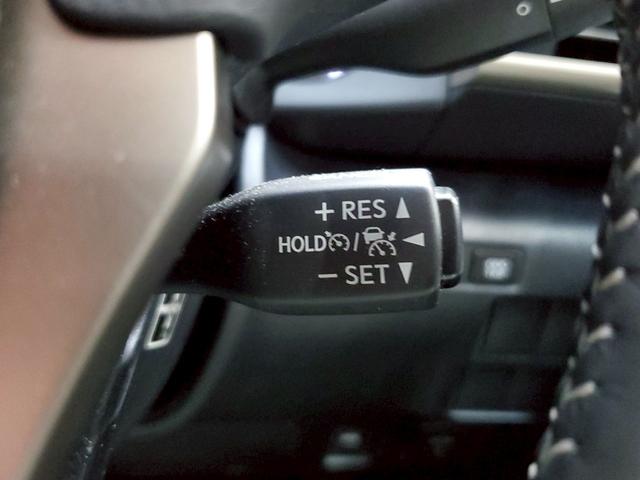 + RES ▲
HOLD / ◀
− SET ▼